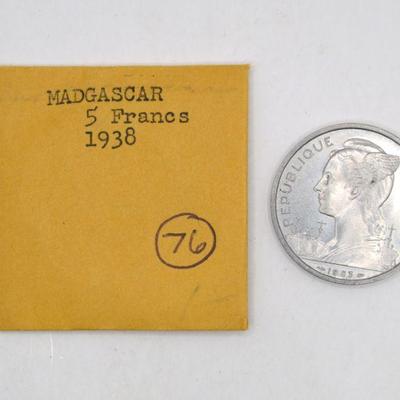 MADGASCAR
5 Francs
1938
76
REPUBLIQUE